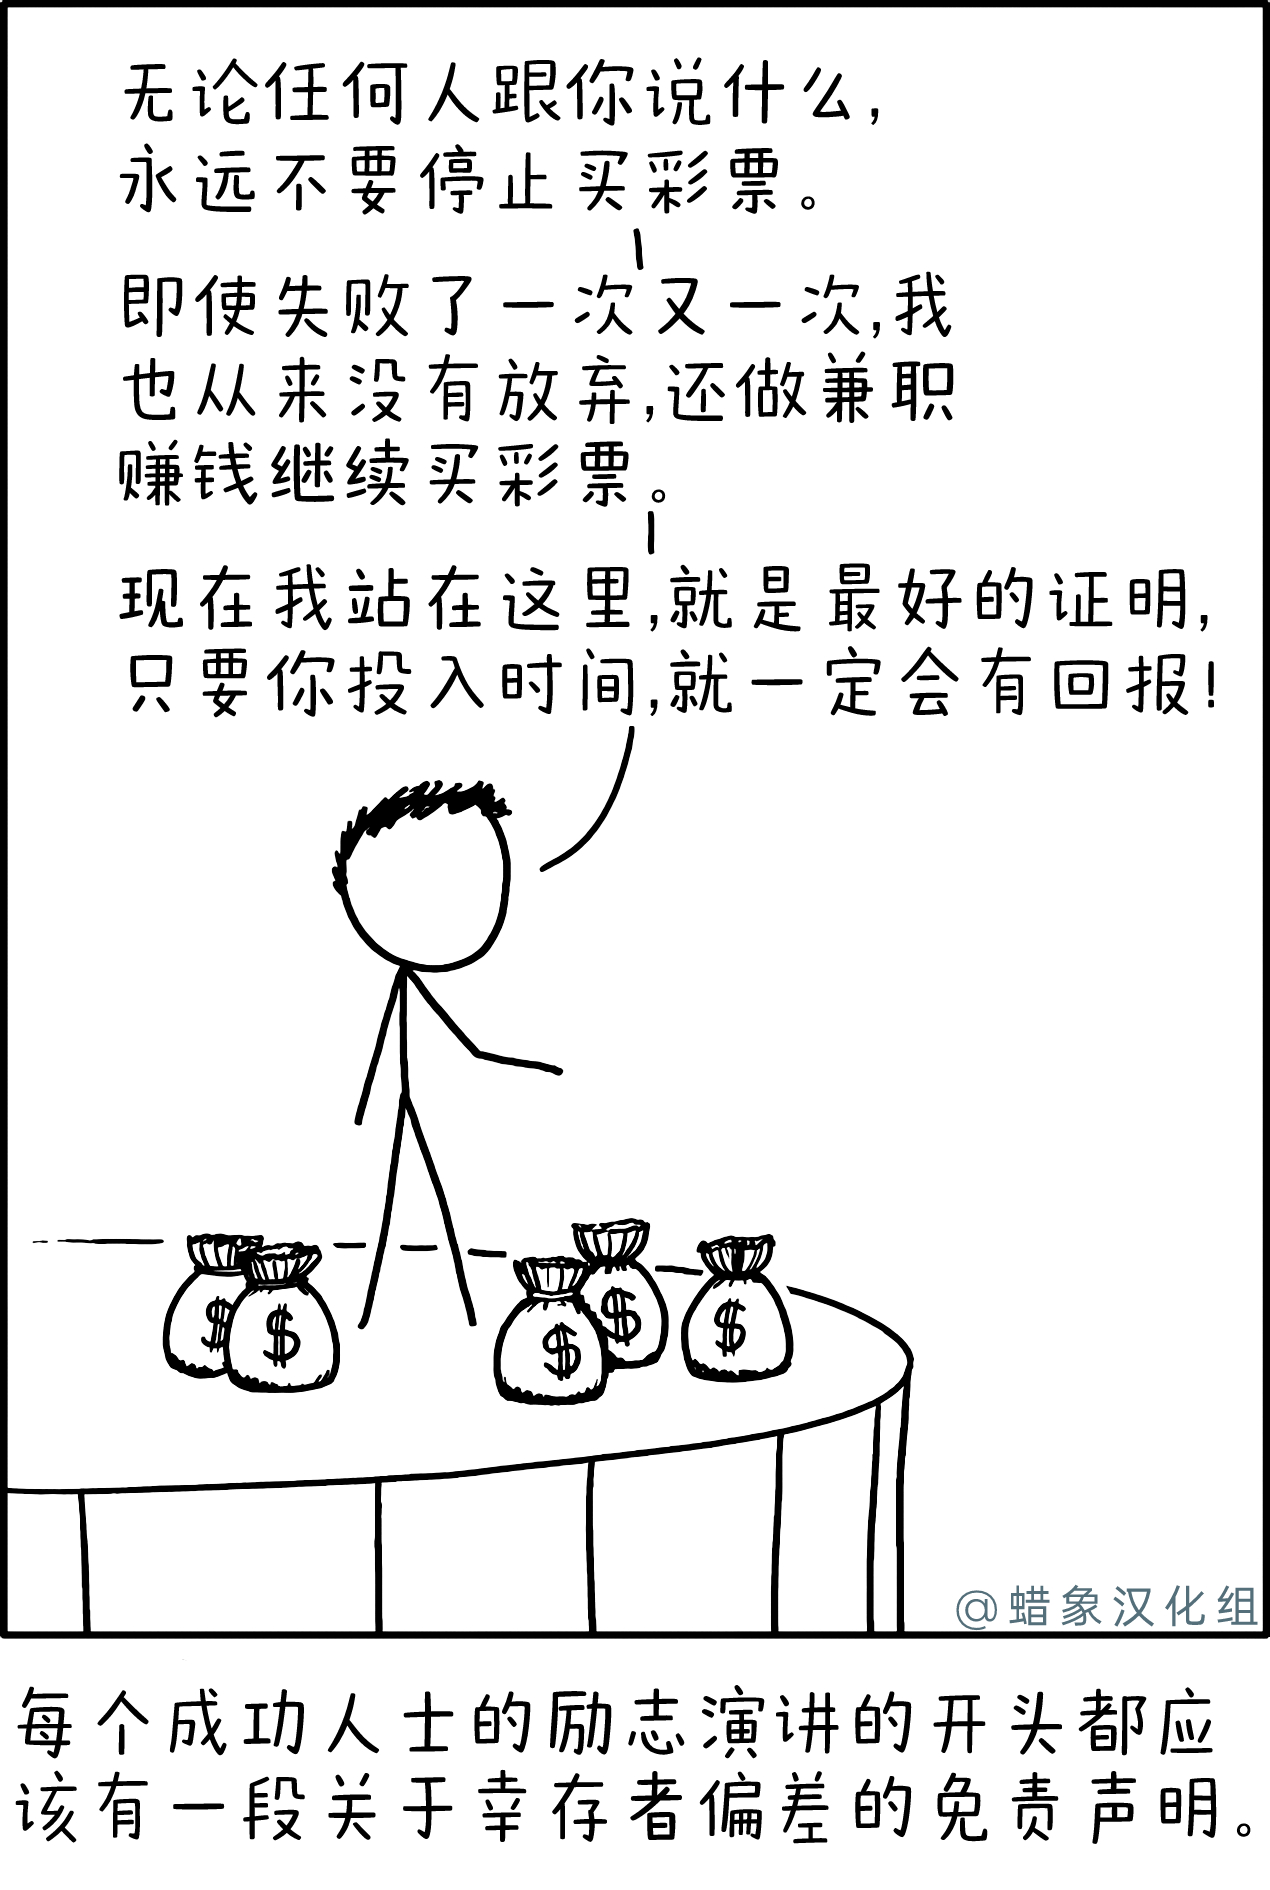 无论任何人跟你说什么,
永远不要停止买彩票。
即使失败了一次又一次,我
也从来没有放弃,还做兼职
赚钱继续买彩票。
现在我站在这里,就是最好的证明,
只要你投入时间,就一定会有回报!
$
$
$
$
$
@蜡象汉化组
每个成功人士的励志演讲的开头都应
该有一段关于幸存者偏差的免责声明。